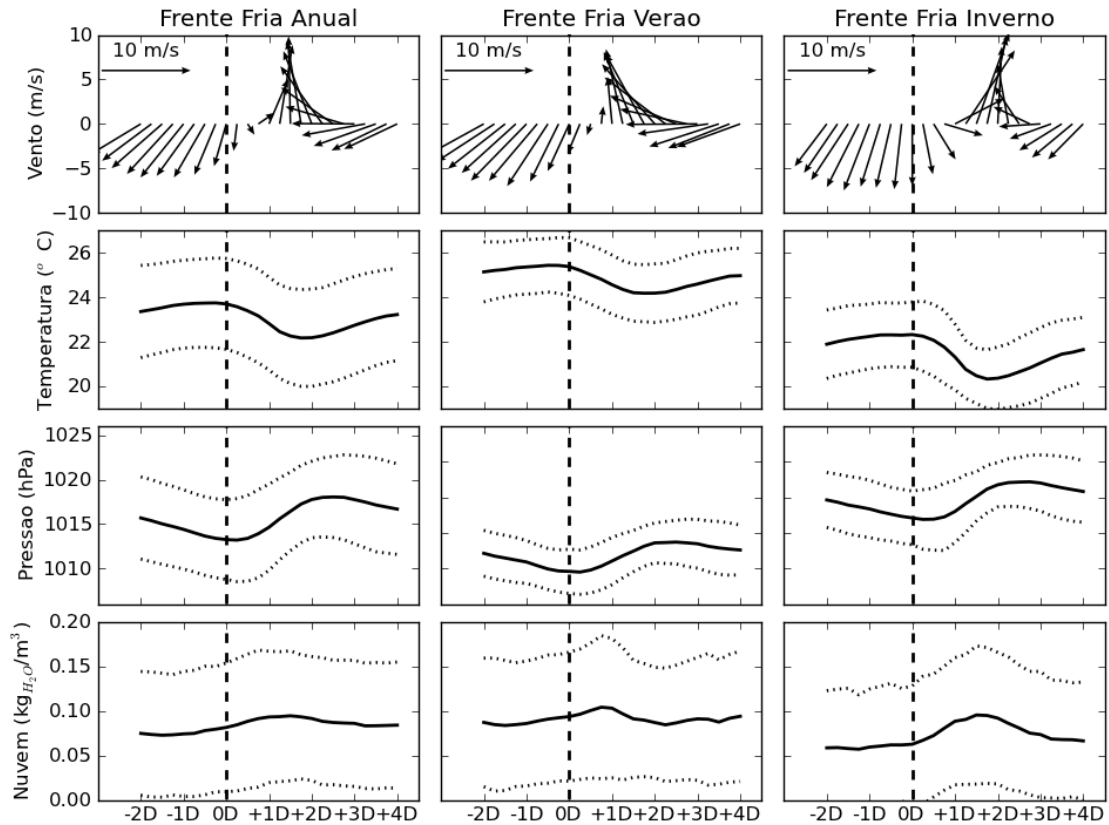 Frente Fria Anual
Frente Fria Verao
Frente Fria Inverno
Vento (m/s)
10
5
0
−5
−10
10 m/s
10 m/s
10 m/s
Temperatura (° C)
26
24
22
20
Pressao (hPa)
1025
1020
1015
1010
Nuvem (kg_{H_2O}/m³)
0.20
0.15
0.10
0.05
0.00
-2D -1D 0D +1D +2D +3D +4D
-2D -1D 0D +1D +2D +3D +4D
-2D -1D 0D +1D +2D +3D +4D